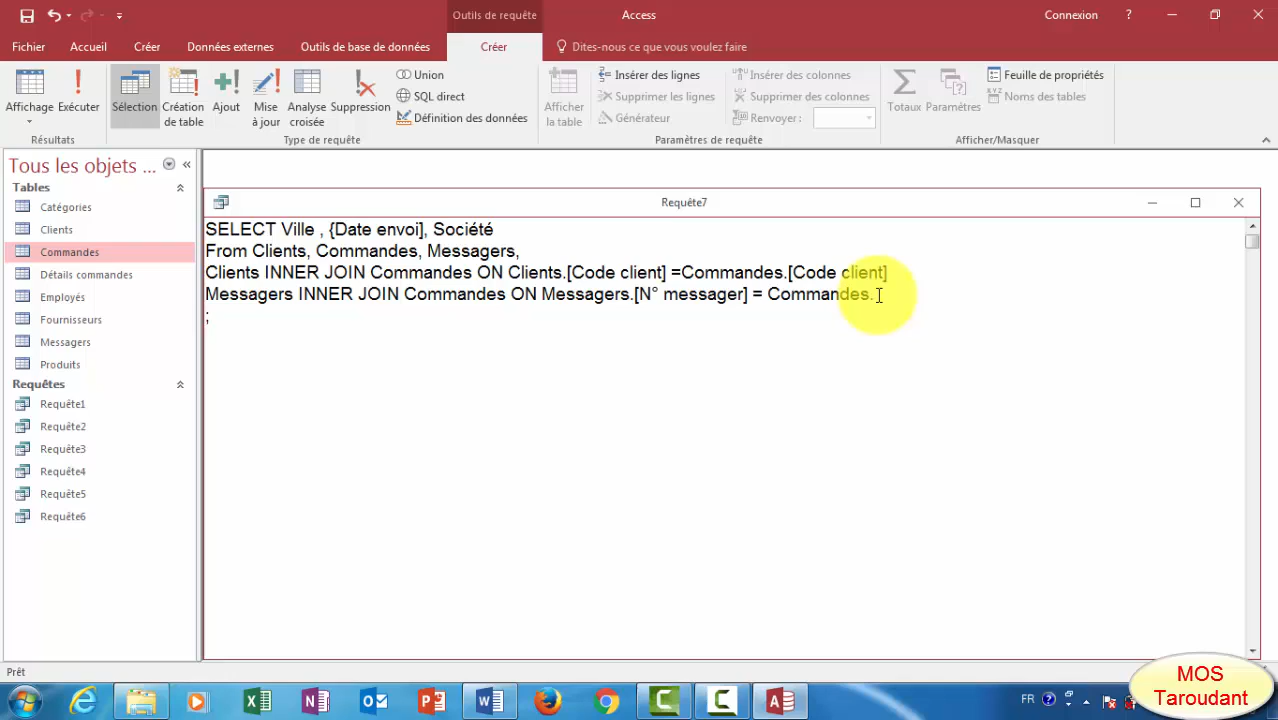 Outils de requête
Access
Connexion
?
Fichier
Accueil
Créer
Données externes
Outils de base de données
Créer
Dites-nous ce que vous voulez faire
Affichage
Exécuter
Résultats
Sélection
Création de table
Ajout
Mise à jour
Analyse croisée
Suppression
Union
SQL direct
Définition des données
Type de requête
Afficher la table
Insérer des lignes
Supprimer les lignes
Générateur
Insérer des colonnes
Supprimer des colonnes
Renvoyer :
Paramètres de requête
Totaux
Paramètres
Feuille de propriétés
Noms des tables
Afficher/Masquer
Tous les objets ...
Tables
Catégories
Clients
Commandes
Détails commandes
Employés
Fournisseurs
Messagers
Produits
Requêtes
Requête1
Requête2
Requête3
Requête4
Requête5
Requête6
Requête7
SELECT Ville , {Date envoi], Société
From Clients, Commandes, Messagers,
Clients INNER JOIN Commandes ON Clients.[Code client] =Commandes.[Code client]
Messagers INNER JOIN Commandes ON Messagers.[N° messager] = Commandes.
;
Prêt
FR
MOS
Taroudant